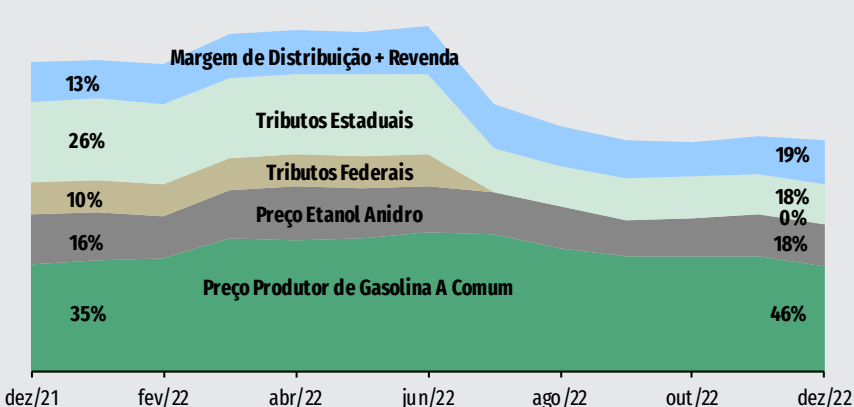 Margem de Distribuição + Revenda
13%
19%
Tributos Estaduais
26%
18%
Tributos Federais
10%
0%
Preço Etanol Anidro
16%
18%
Preço Produtor de Gasolina A Comum
35%
46%
dez/21 fev/22 abr/22 jun/22 ago/22 out/22 dez/22